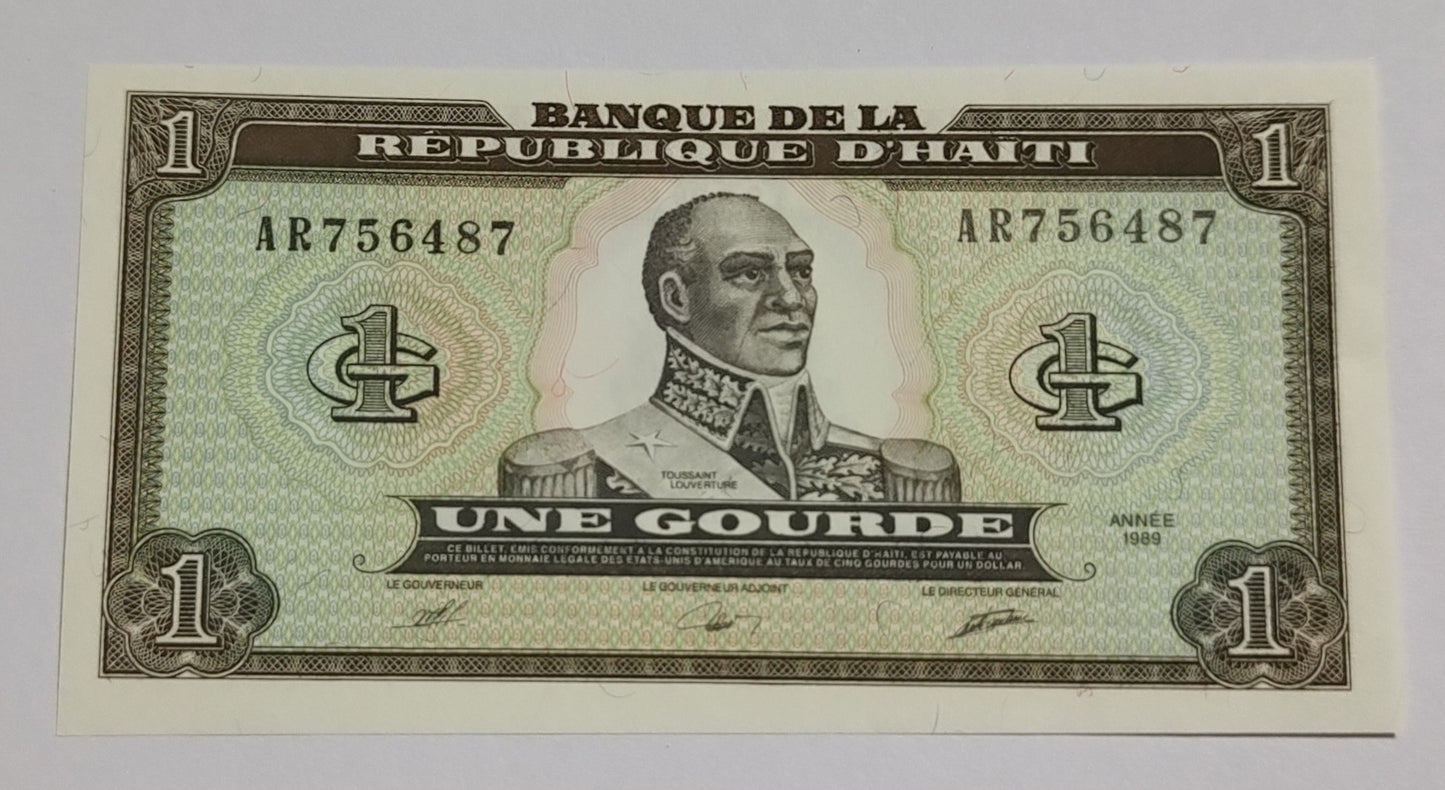 BANQUE DE LA
RÉPUBLIQUE D'HAÏTI
1
1
AR756487
AR756487
1G
1G
TOUSSAINT
LOUVERTURE
UNE GOURDE
CE BILLET, EMIS CONFORMEMENT A LA CONSTITUTION DE LA REPUBLIQUE D'HAITI, EST PAYABLE AU
PORTEUR EN MONNAIE LEGALE DES ETATS-UNIS D'AMERIQUE AU TAUX DE CINQ GOURDES POUR UN DOLLAR.
ANNÉE
1989
LE GOUVERNEUR
LE GOUVERNEUR ADJOINT
LE DIRECTEUR GÉNÉRAL
1
1